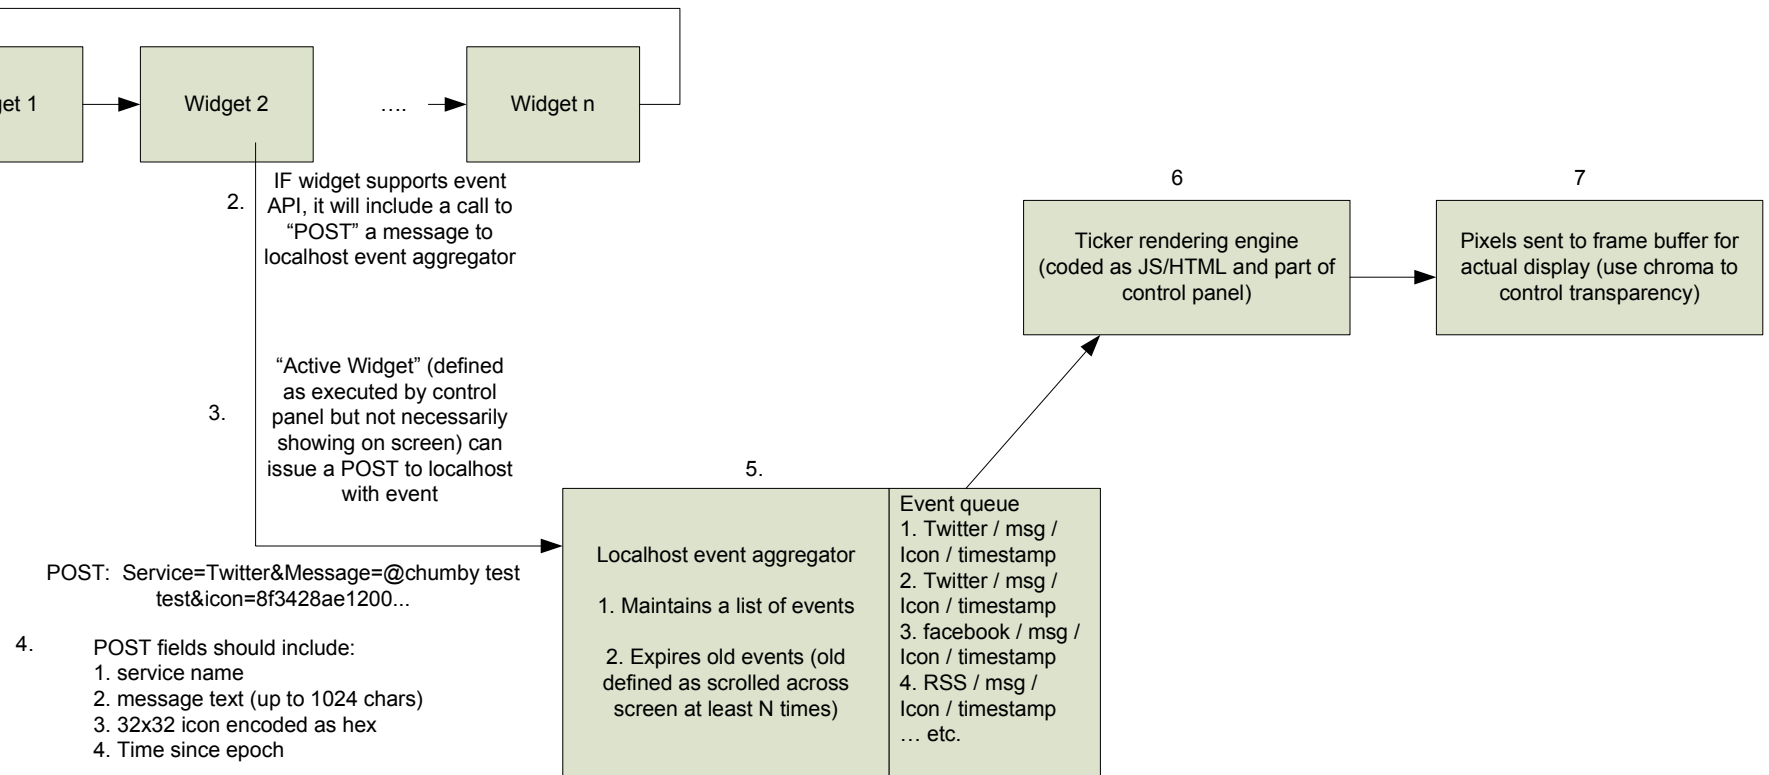 get 1
Widget 2
....
Widget n
2.
IF widget supports event
API, it will include a call to
“POST” a message to
localhost event aggregator
3.
“Active Widget” (defined
as executed by control
panel but not necessarily
showing on screen) can
issue a POST to localhost
with event
POST:  Service=Twitter&Message=@chumby test
test&icon=8f3428ae1200...
4.
POST fields should include:
1. service name
2. message text (up to 1024 chars)
3. 32x32 icon encoded as hex
4. Time since epoch
5.
Localhost event aggregator
1. Maintains a list of events
2. Expires old events (old
defined as scrolled across
screen at least N times)
Event queue
1. Twitter / msg /
Icon / timestamp
2. Twitter / msg /
Icon / timestamp
3. facebook / msg /
Icon / timestamp
4. RSS / msg /
Icon / timestamp
… etc.
6
Ticker rendering engine
(coded as JS/HTML and part of
control panel)
7
Pixels sent to frame buffer for
actual display (use chroma to
control transparency)